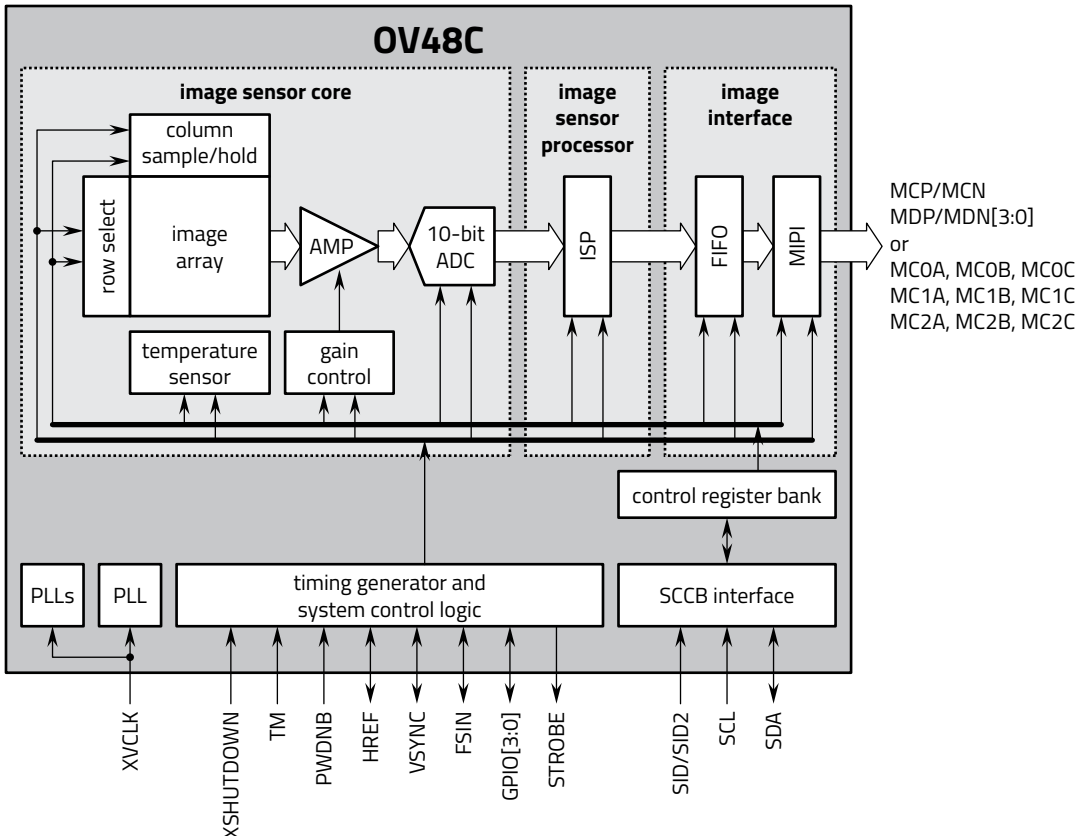 OV48C
image sensor core
image
sensor
processor
image
interface
column
sample/hold
row select
image
array
AMP
10-bit
ADC
ISP
FIFO
MIPI
MCP/MCN
MDP/MDN[3:0]
or
MC0A, MC0B, MC0C
MC1A, MC1B, MC1C
MC2A, MC2B, MC2C
temperature
sensor
gain
control
control register bank
PLLs
PLL
timing generator and
system control logic
SCCB interface
XVCLK
XSHUTDOWN
TM
PWDNB
HREF
VSYNC
FSIN
GPIO[3:0]
STROBE
SID/SID2
SCL
SDA